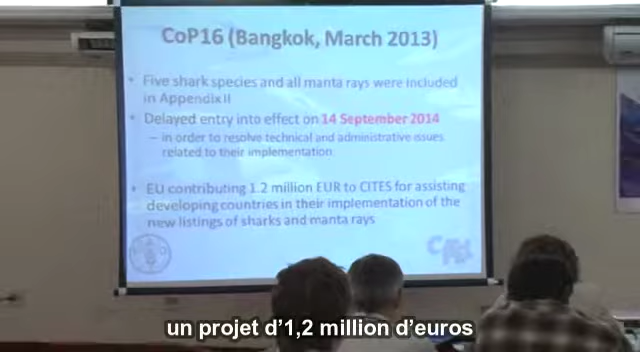 CoP16 (Bangkok, March 2013)
• Five shark species and all manta rays were included
in Appendix II
• Delayed entry into effect on 14 September 2014
– in order to resolve technical and administrative issues
related to their implementation
• EU contributing 1.2 million EUR to CITES for assisting
developing countries in their implementation of the
new listings of sharks and manta rays
un projet d'1,2 million d'euros